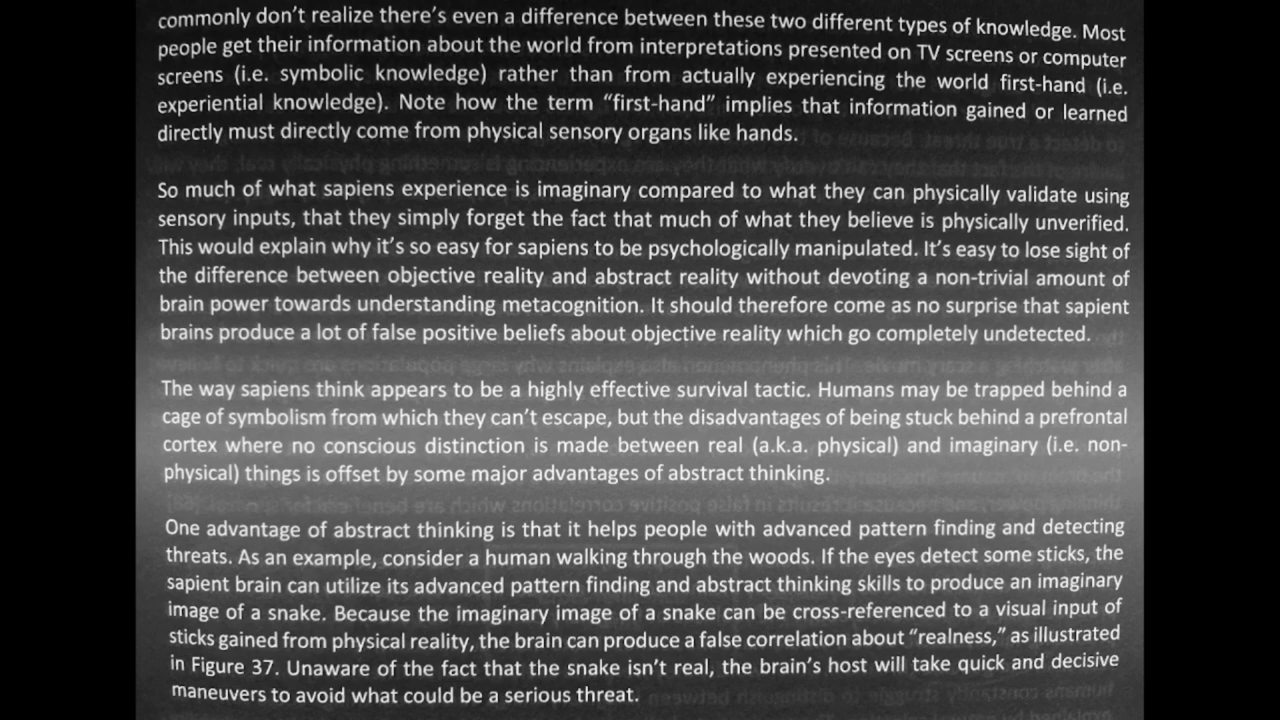 commonly don't realize there's even a difference between these two different types of knowledge. Most
people get their information about the world from interpretations presented on TV screens or computer
screens (i.e. symbolic knowledge) rather than from actually experiencing the world first-hand (i.e.
experiential knowledge). Note how the term “first-hand” implies that information gained or learned
directly must directly come from physical sensory organs like hands.
So much of what sapiens experience is imaginary compared to what they can physically validate using
sensory inputs, that they simply forget the fact that much of what they believe is physically unverified.
This would explain why it's so easy for sapiens to be psychologically manipulated. It's easy to lose sight of
the difference between objective reality and abstract reality without devoting a non-trivial amount of
brain power towards understanding metacognition. It should therefore come as no surprise that sapient
brains produce a lot of false positive beliefs about objective reality which go completely undetected.
The way sapiens think appears to be a highly effective survival tactic. Humans may be trapped behind a
cage of symbolism from which they can't escape, but the disadvantages of being stuck behind a prefrontal
cortex where no conscious distinction is made between real (a.k.a. physical) and imaginary (i.e. non-
physical) things is offset by some major advantages of abstract thinking.
One advantage of abstract thinking is that it helps people with advanced pattern finding and detecting
threats. As an example, consider a human walking through the woods. If the eyes detect some sticks, the
sapient brain can utilize its advanced pattern finding and abstract thinking skills to produce an imaginary
image of a snake. Because the imaginary image of a snake can be cross-referenced to a visual input of
sticks gained from physical reality, the brain can produce a false correlation about “realness,” as illustrated
in Figure 37. Unaware of the fact that the snake isn't real, the brain's host will take quick and decisive
maneuvers to avoid what could be a serious threat.